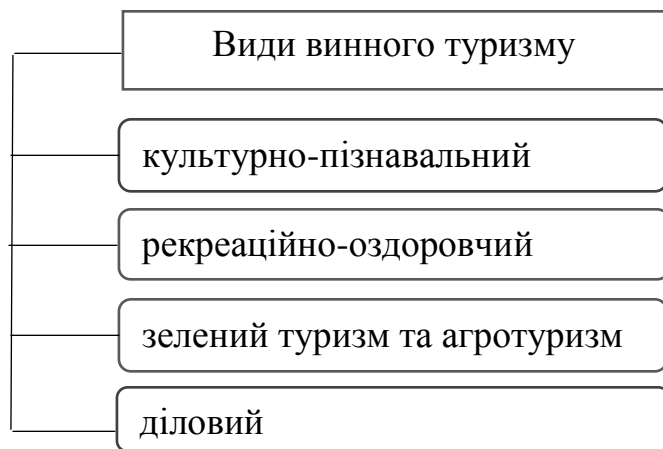 Види винного туризму
культурно-пізнавальний
рекреаційно-оздоровчий
зелений туризм та агротуризм
діловий